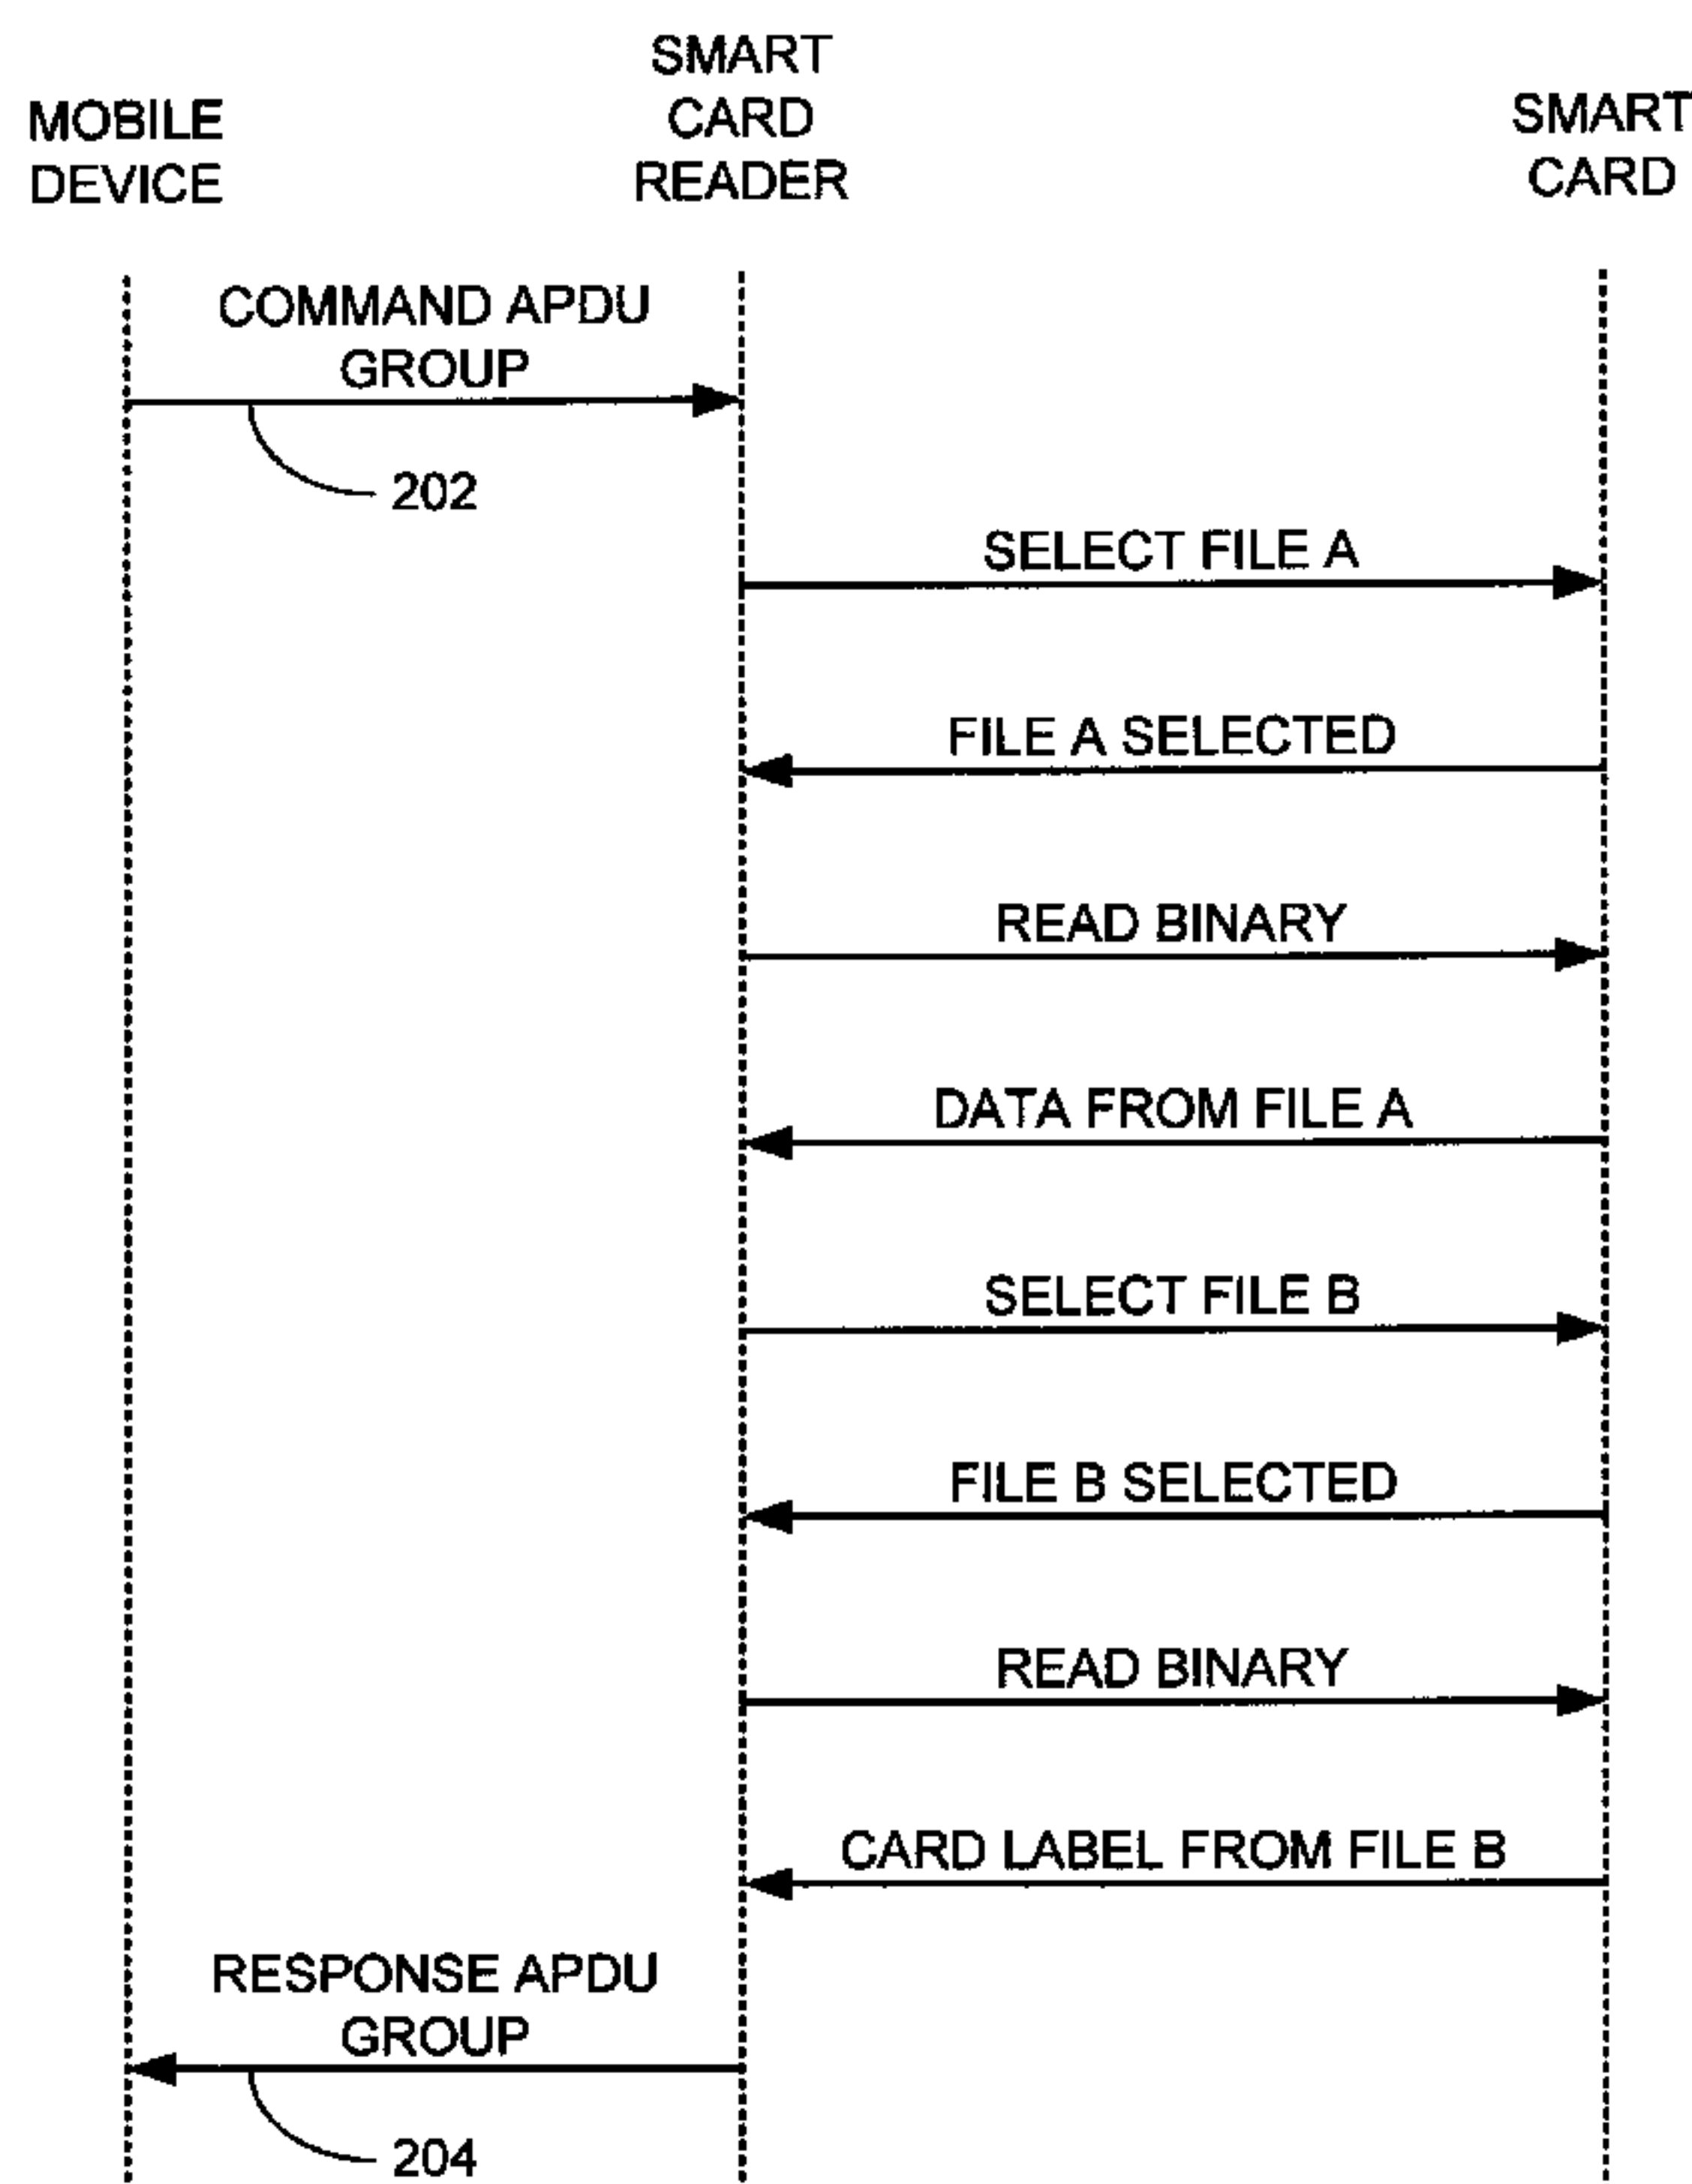 MOBILE
DEVICE
SMART
CARD
READER
SMART
CARD
COMMAND APDU
GROUP
202
SELECT FILE A
FILE A SELECTED
READ BINARY
DATA FROM FILE A
SELECT FILE B
FILE B SELECTED
READ BINARY
CARD LABEL FROM FILE B
RESPONSE APDU
GROUP
204